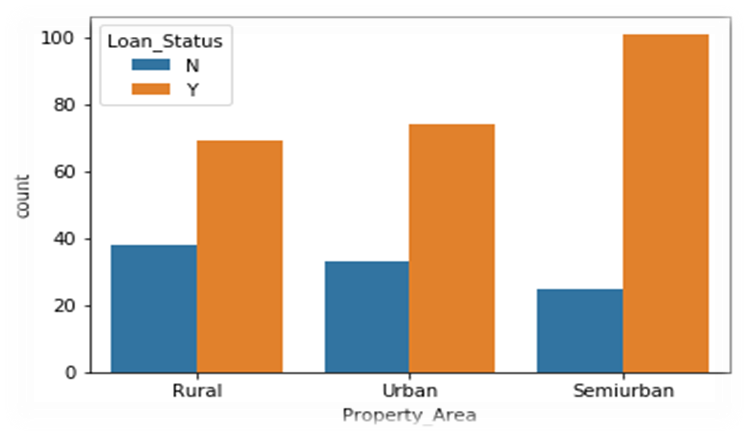 Loan_Status
N
Y
100
80
60
40
20
0
count
Rural Urban Semiurban
Property_Area